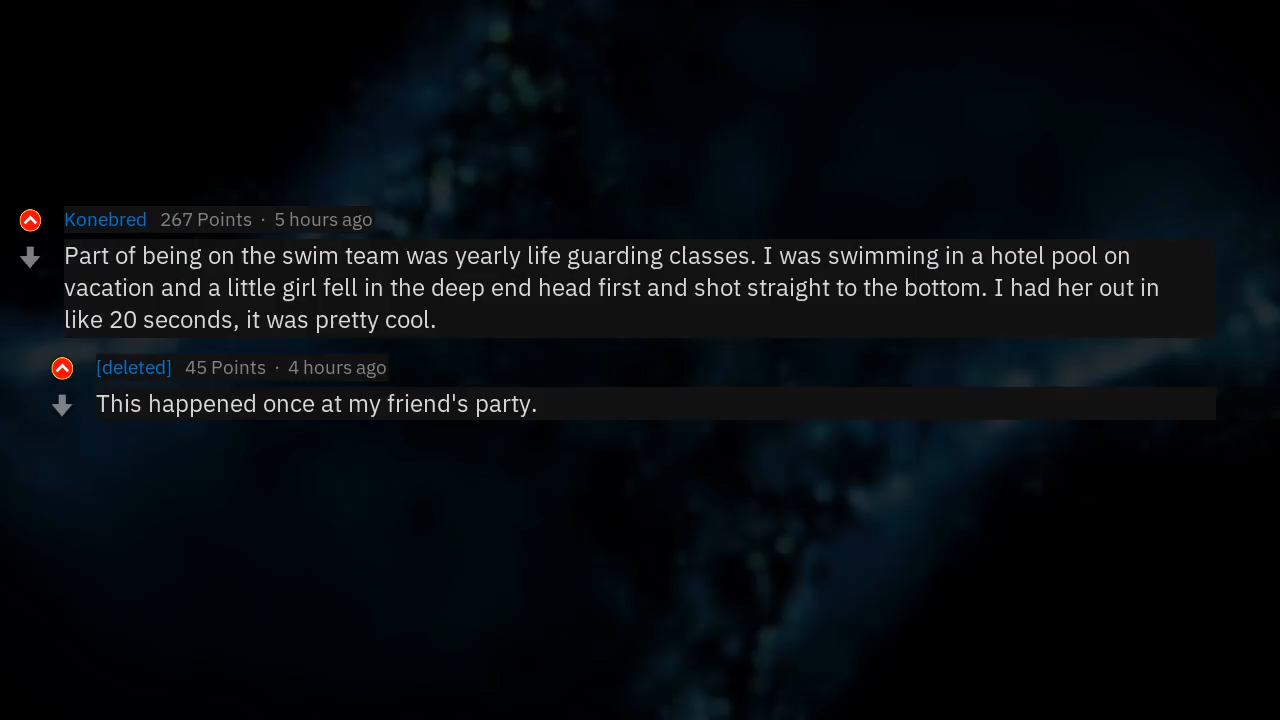 Konebred 267 Points · 5 hours ago
Part of being on the swim team was yearly life guarding classes. I was swimming in a hotel pool on
vacation and a little girl fell in the deep end head first and shot straight to the bottom. I had her out in
like 20 seconds, it was pretty cool.
[deleted] 45 Points · 4 hours ago
This happened once at my friend's party.